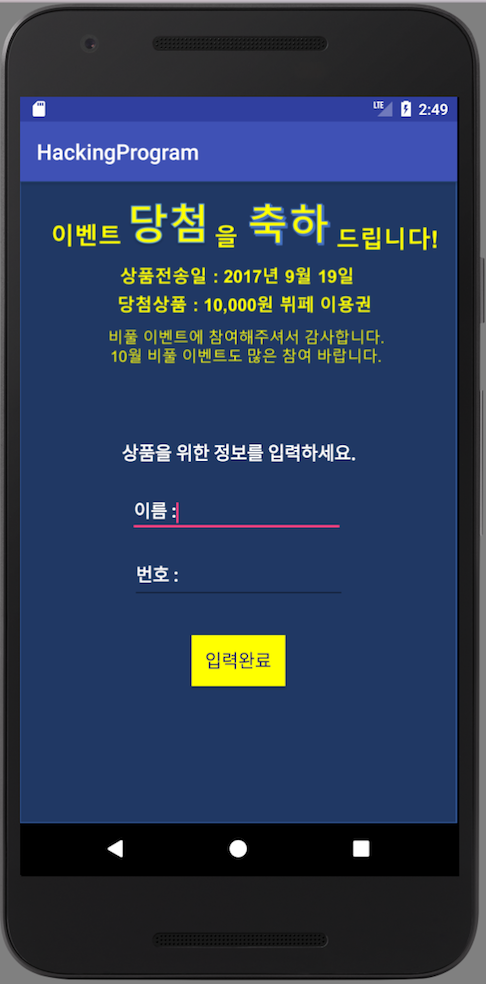 LTE 2:49
HackingProgram
이벤트 당첨 을 축하 드립니다!
상품전송일 : 2017년 9월 19일
당첨상품 : 10,000원 뷔페 이용권
비풀 이벤트에 참여해주셔서 감사합니다.
10월 비풀 이벤트도 많은 참여 바랍니다.
상품을 위한 정보를 입력하세요.
이름 :
번호 :
입력완료